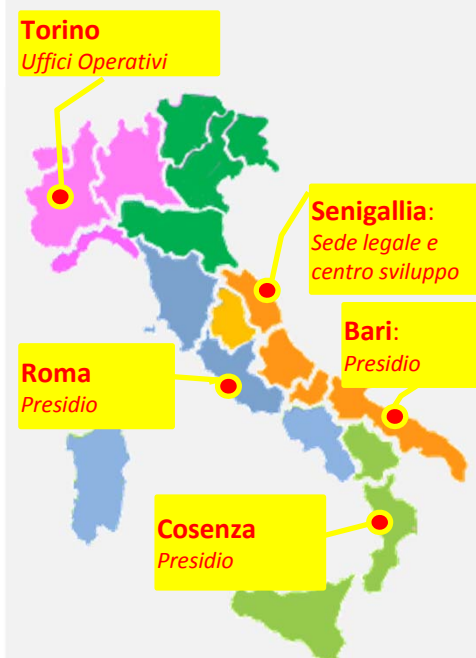 Torino
Uffici Operativi
Senigallia:
Sede legale e
centro sviluppo
Bari:
Presidio
Roma
Presidio
Cosenza
Presidio